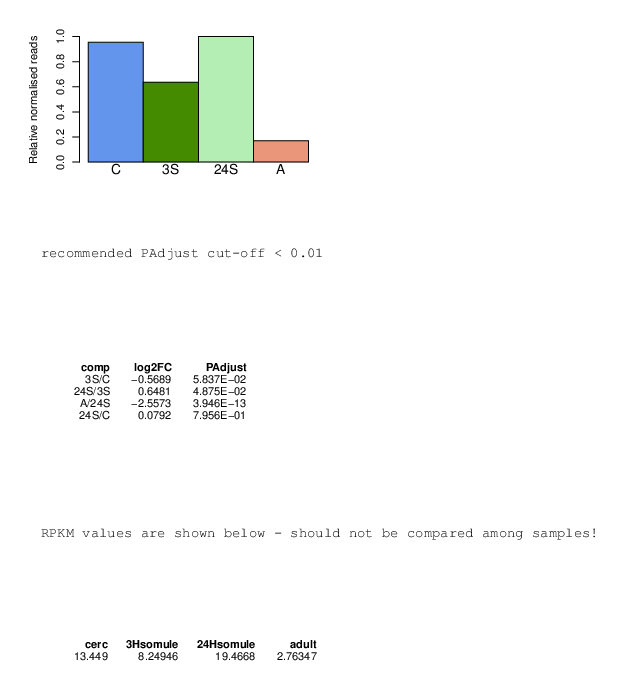 Relative normalised reads
1.0
0.8
0.6
0.4
0.2
0.0
C 3S 24S A
recommended PAdjust cut-off < 0.01
comp log2FC PAdjust
3S/C −0.5689 5.837E−02
24S/3S 0.6481 4.875E−02
A/24S −2.5573 3.946E−13
24S/C 0.0792 7.956E−01
RPKM values are shown below - should not be compared among samples!
cerc 3Hsomule 24Hsomule adult
13.449 8.24946 19.4668 2.76347